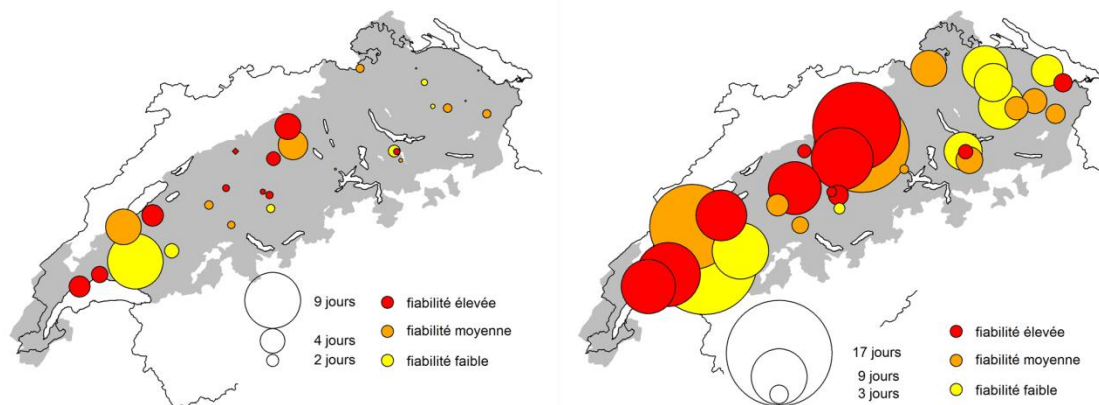 9 jours
4 jours
2 jours
fiabilité élevée
fiabilité moyenne
fiabilité faible
17 jours
9 jours
3 jours
fiabilité élevée
fiabilité moyenne
fiabilité faible